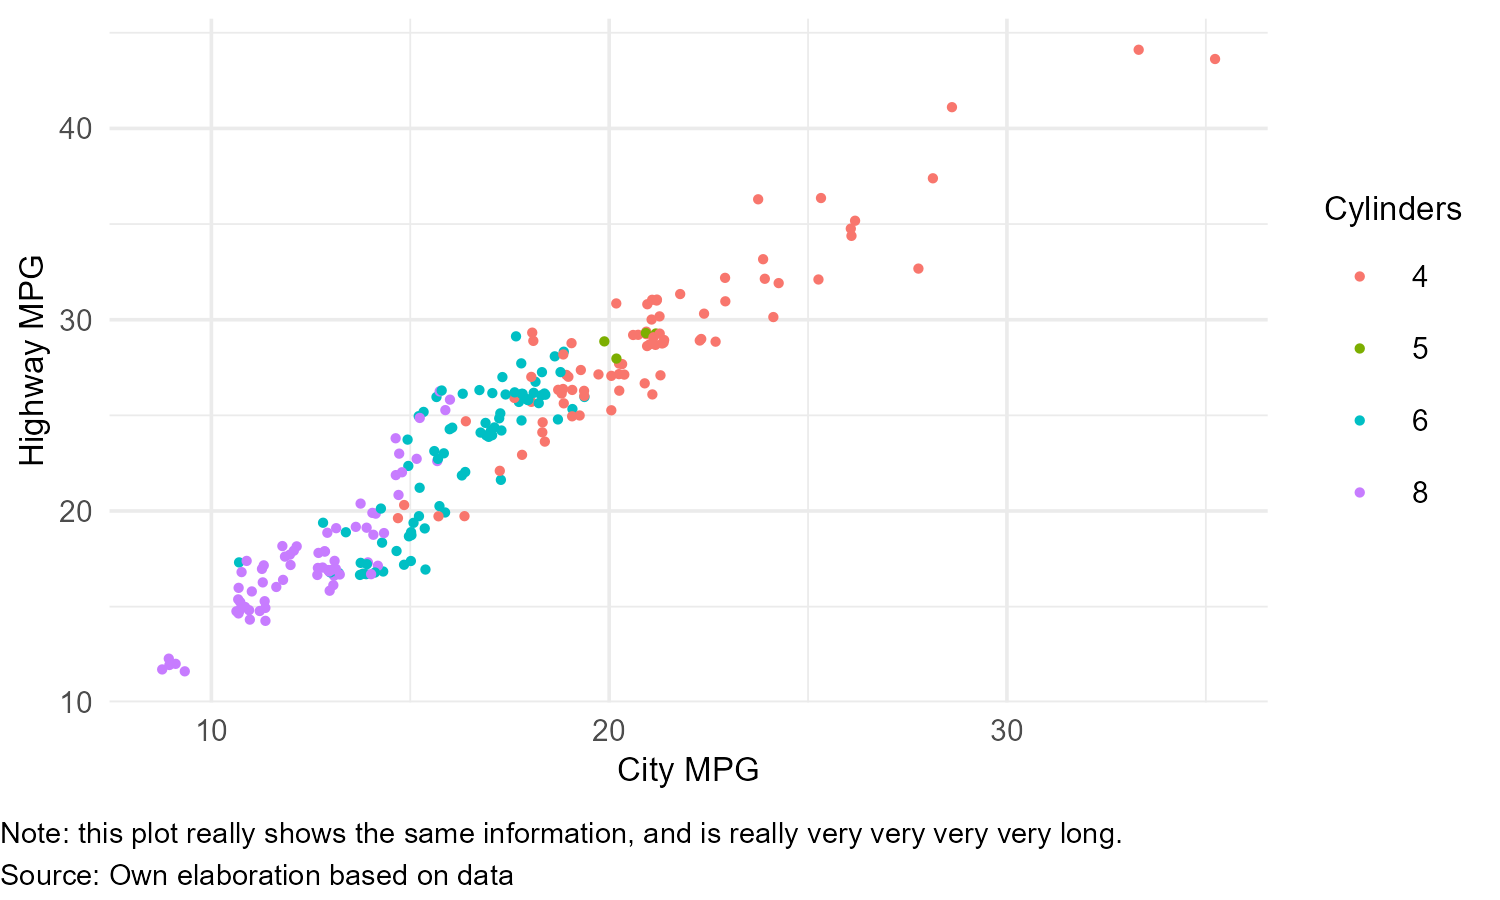 40
30
20
10
Highway MPG
10 20 30
City MPG
Cylinders
4
5
6
8
Note: this plot really shows the same information, and is really very very very very long.
Source: Own elaboration based on data